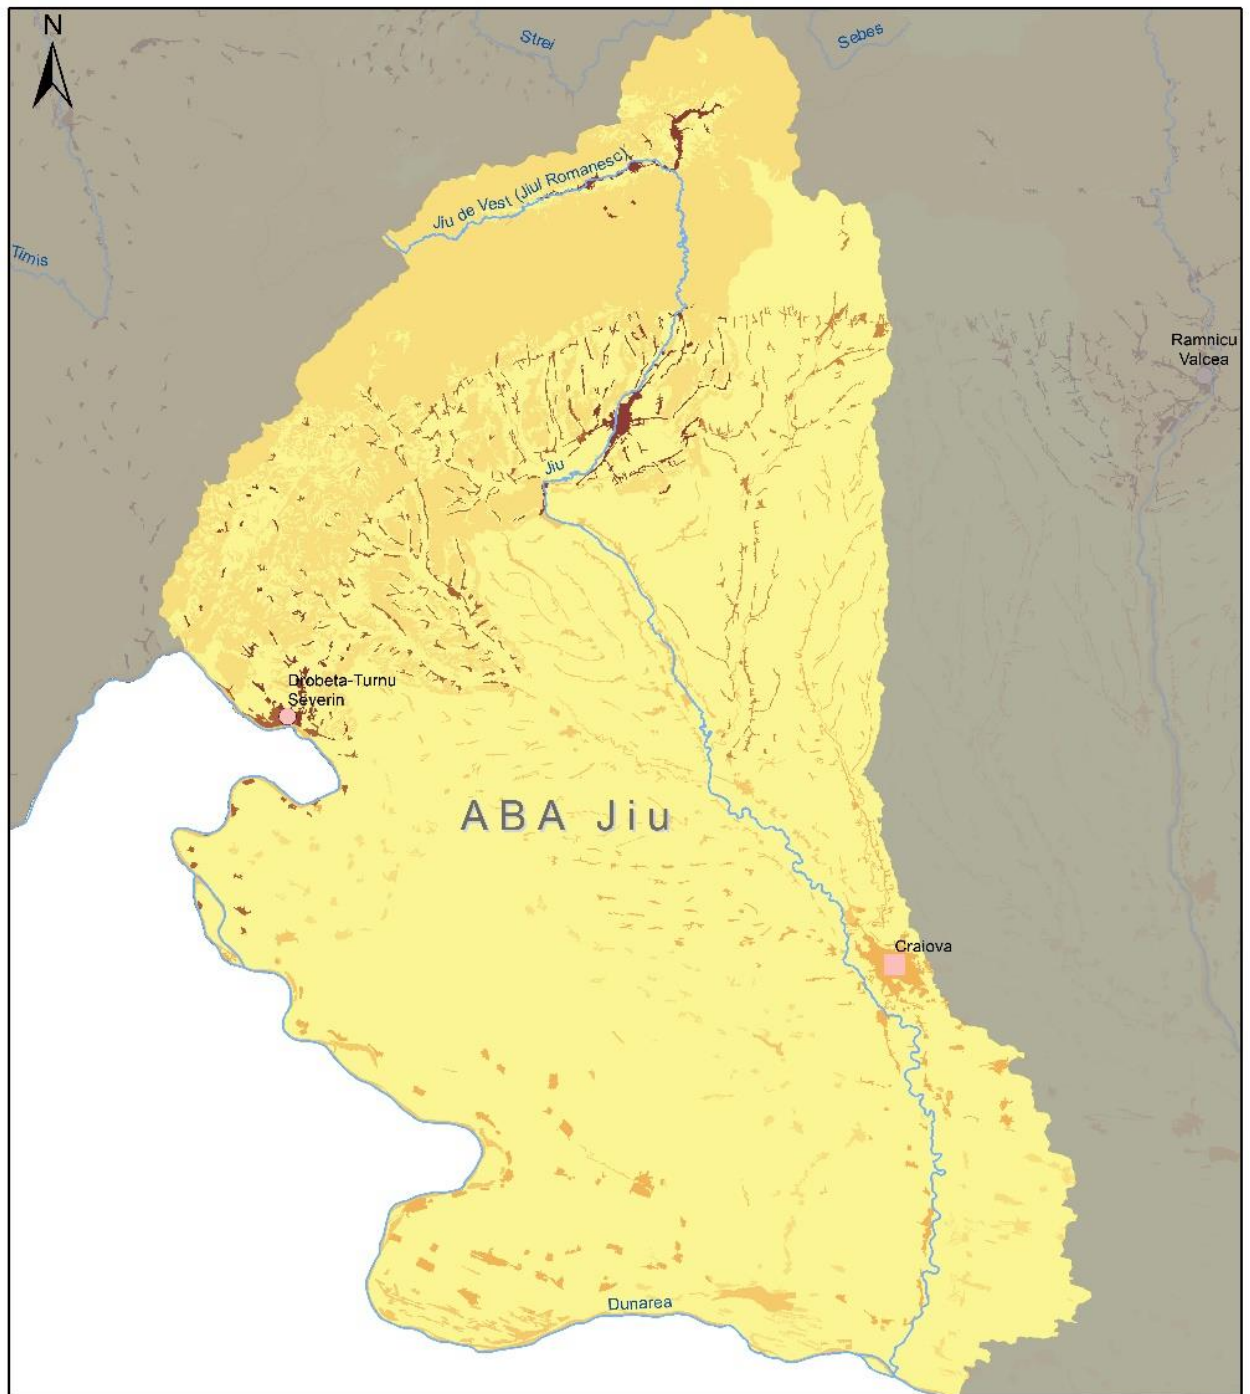 N
Strei
Sebes
Jiu de Vest (Jiul Romanesc)
Timis
Ramnicu
Valcea
Jiu
Drobeta-Turnu
Severin
ABA Jiu
Craiova
Dunarea